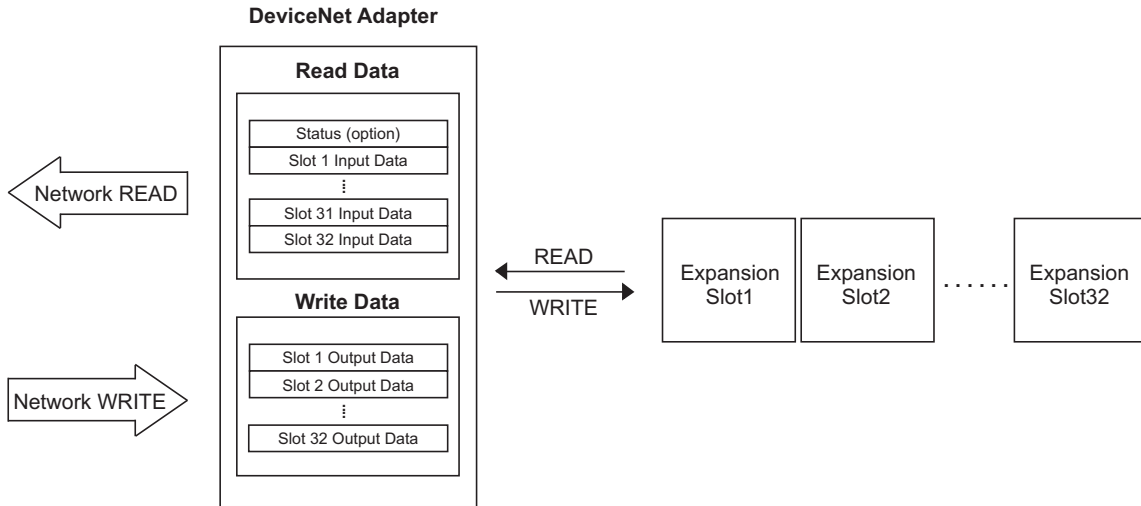 DeviceNet Adapter
Read Data
Status (option)
Slot 1 Input Data
Slot 31 Input Data
Slot 32 Input Data
Network READ
READ
WRITE
Expansion
Slot1
Expansion
Slot2
......
Expansion
Slot32
Write Data
Slot 1 Output Data
Slot 2 Output Data
Slot 32 Output Data
Network WRITE